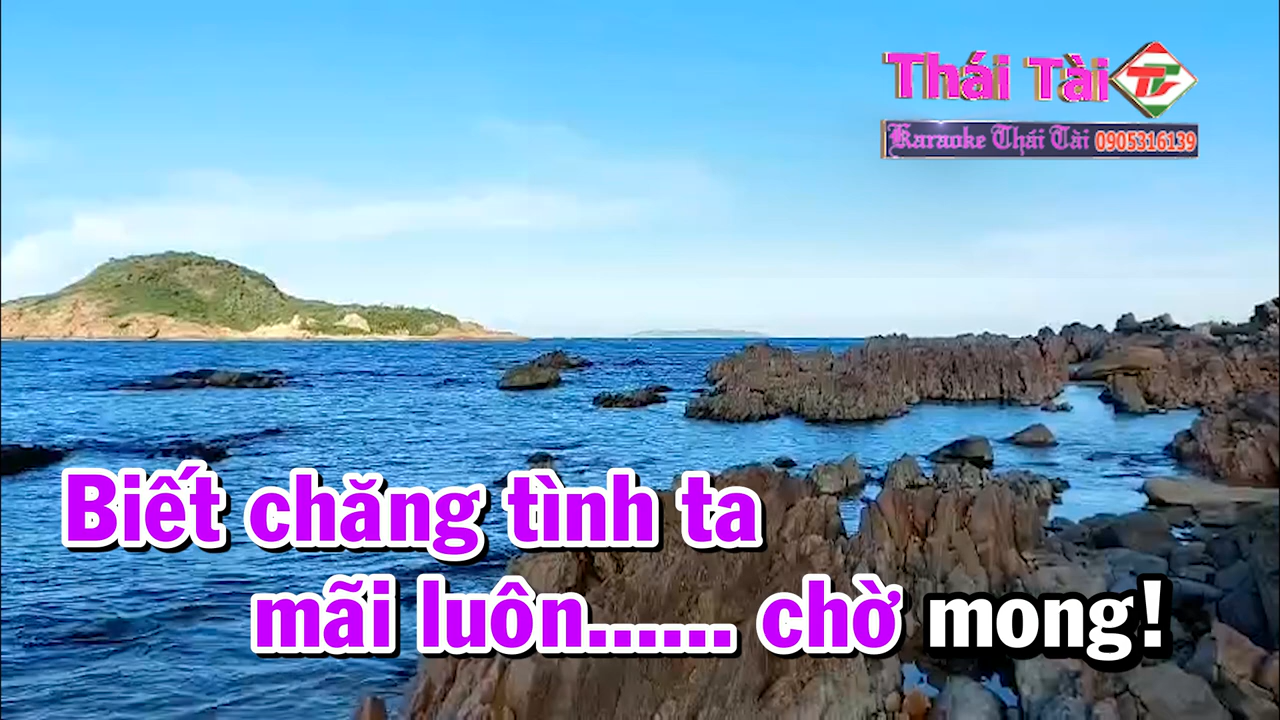 Thái Tài
Karaoke Thái Tài 0905316139
Biết chăng tình ta
mãi luôn...... chờ mong!